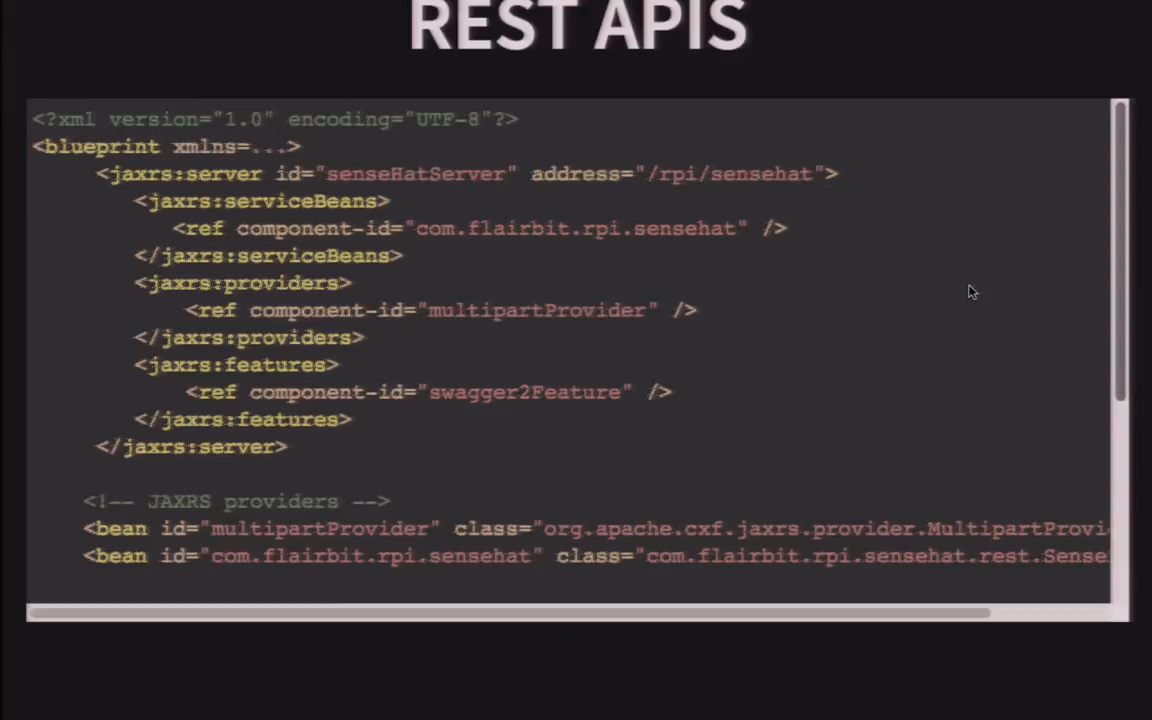 REST APIS
<?xml version="1.0" encoding="UTF-8"?>
<blueprint xmlns=...>
<jaxrs:server id="senseHatServer" address="/rpi/sensehat">
<jaxrs:serviceBeans>
<ref component-id="com.flairbit.rpi.sensehat" />
</jaxrs:serviceBeans>
<jaxrs:providers>
<ref component-id="multipartProvider" />
</jaxrs:providers>
<jaxrs:features>
<ref component-id="swagger2Feature" />
</jaxrs:features>
</jaxrs:server>
<!-- JAXRS providers -->
<bean id="multipartProvider" class="org.apache.cxf.jaxrs.provider.MultipartProvi
<bean id="com.flairbit.rpi.sensehat" class="com.flairbit.rpi.sensehat.rest.Sense